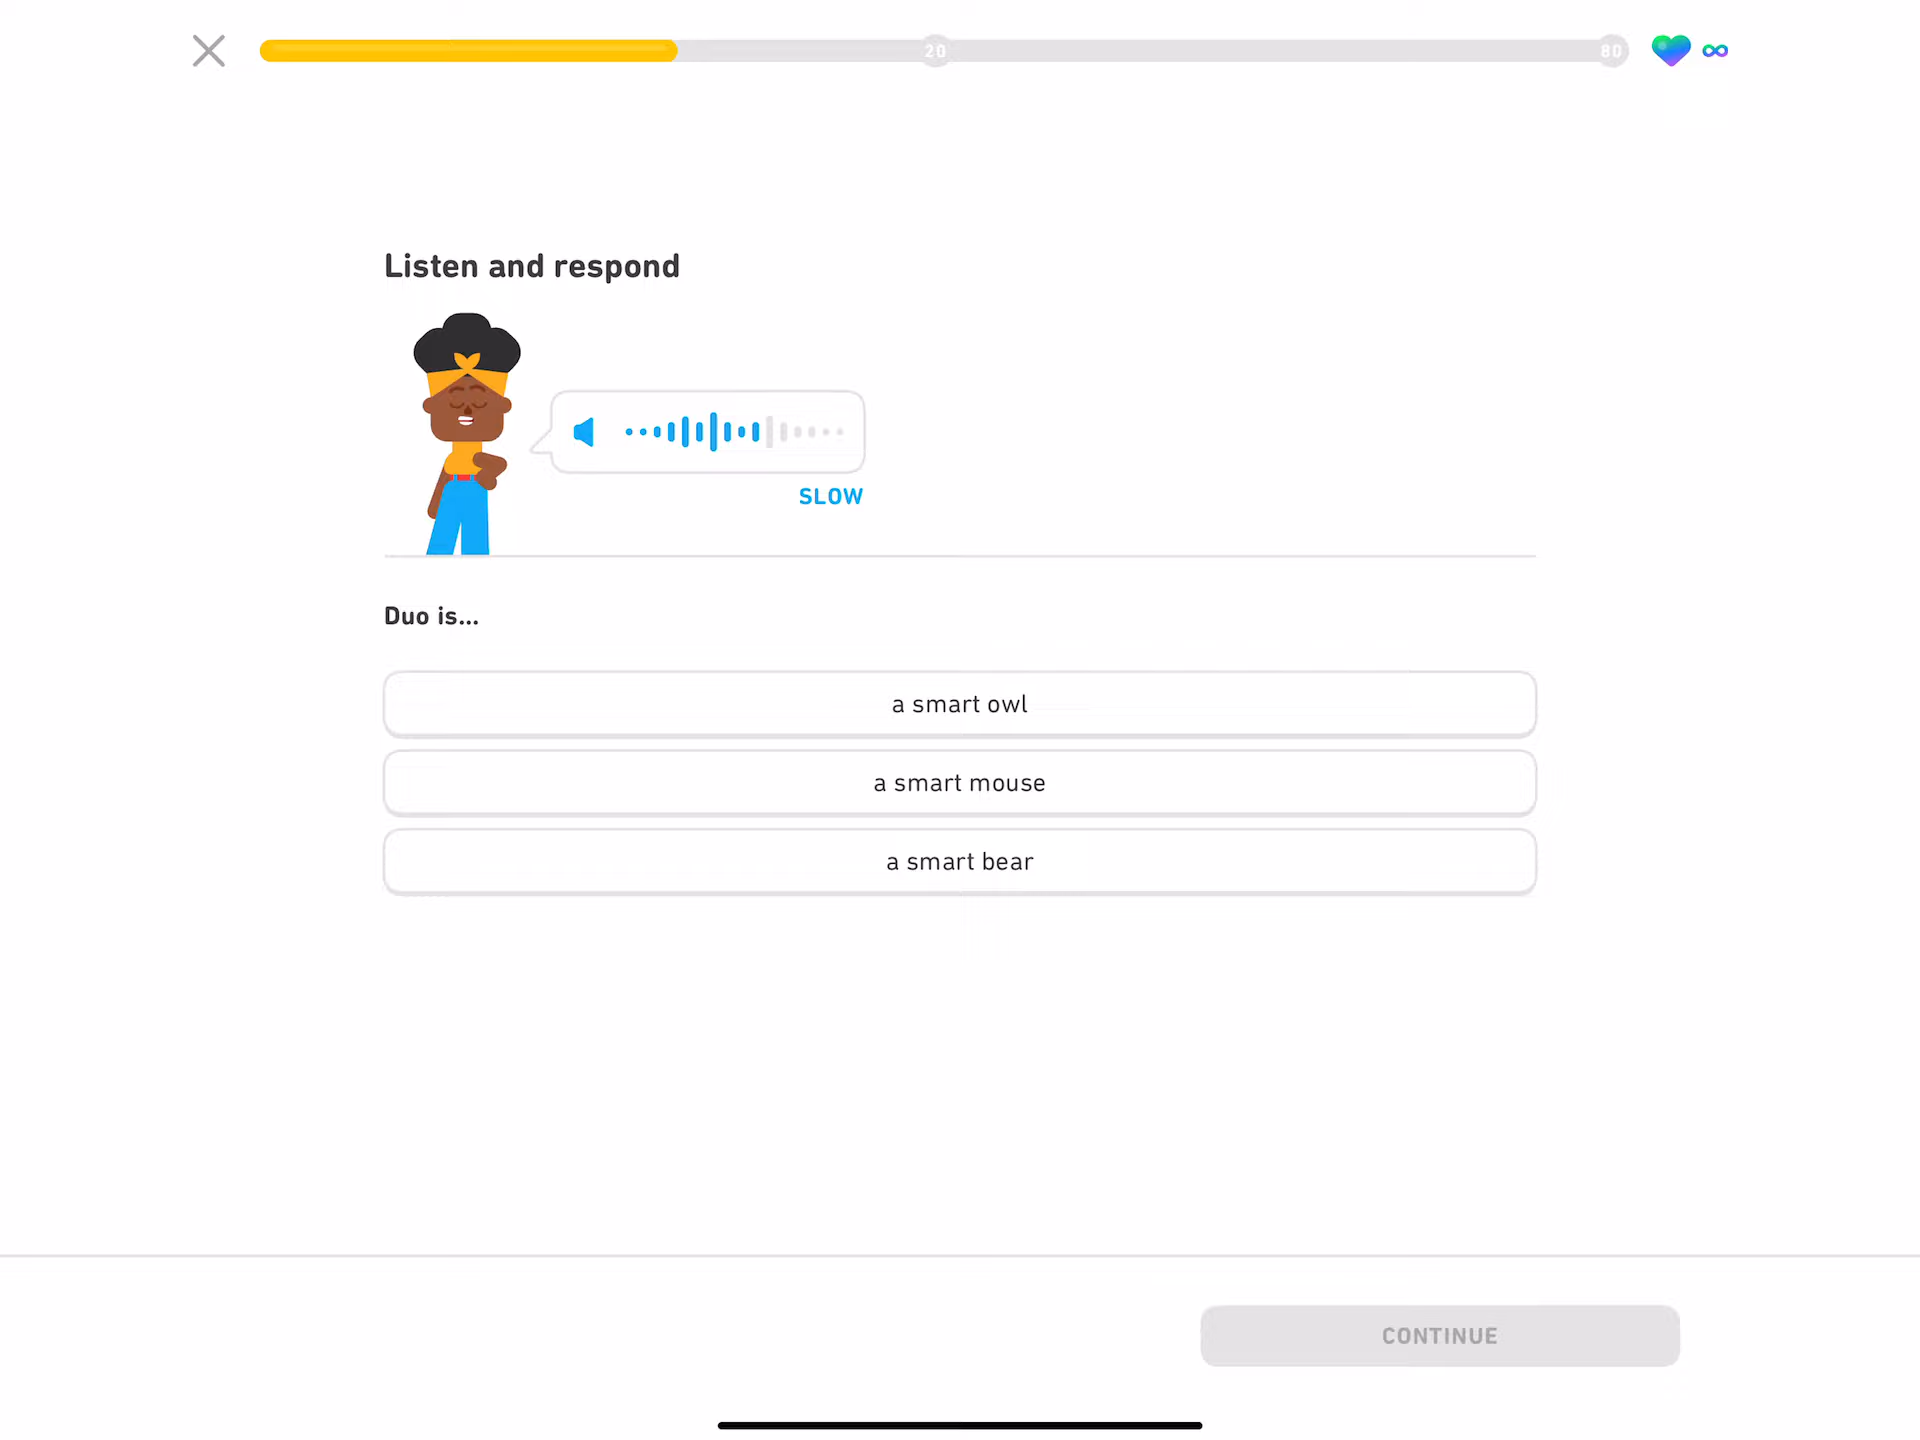 20
80
Listen and respond
SLOW
Duo is...
a smart owl
a smart mouse
a smart bear
CONTINUE